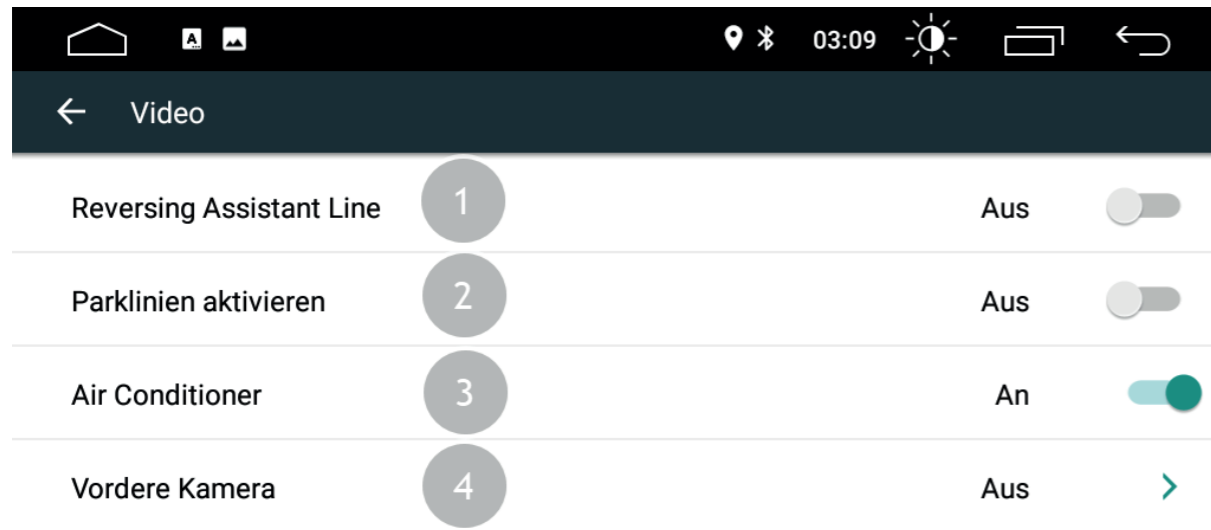 A
03:09
Video
Reversing Assistant Line 1 Aus
Parklinien aktivieren 2 Aus
Air Conditioner 3 An
Vordere Kamera 4 Aus